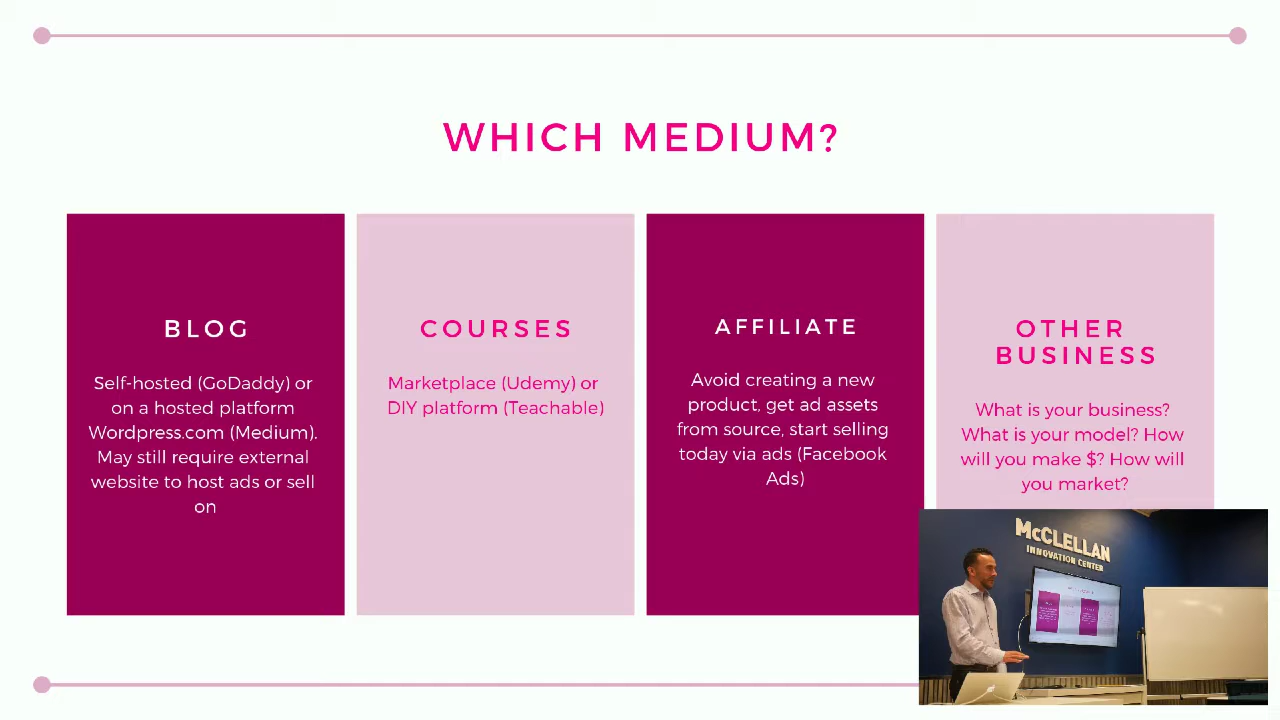 WHICH MEDIUM?
BLOG
Self-hosted (GoDaddy) or
on a hosted platform
Wordpress.com (Medium).
May still require external
website to host ads or sell
on
COURSES
Marketplace (Udemy) or
DIY platform (Teachable)
AFFILIATE
Avoid creating a new
product, get ad assets
from source, start selling
today via ads (Facebook
Ads)
OTHER
BUSINESS
What is your business?
What is your model? How
will you make $? How will
you market?
McCLELLAN
INNOVATION CENTER